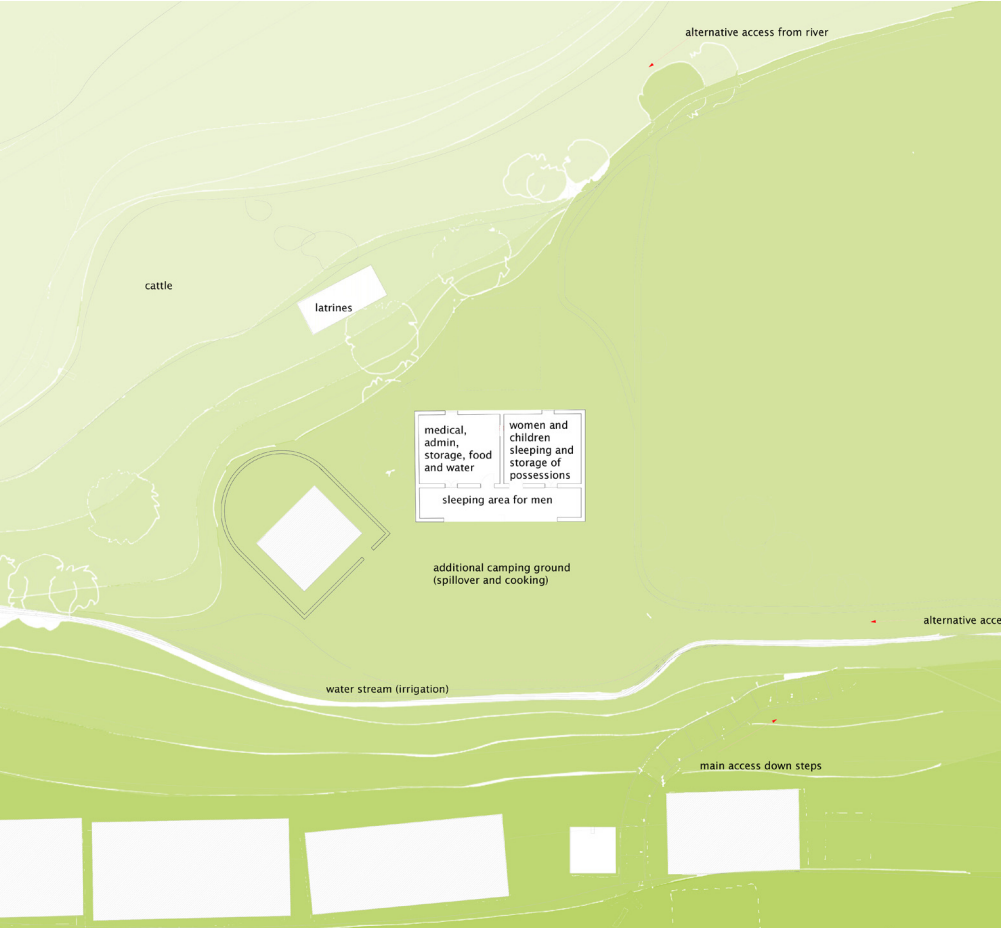 alternative access from river
cattle
latrines
medical,
admin,
storage, food
and water
women and
children
sleeping and
storage of
possessions
sleeping area for men
additional camping ground
(spillover and cooking)
alternative acce
water stream (irrigation)
main access down steps